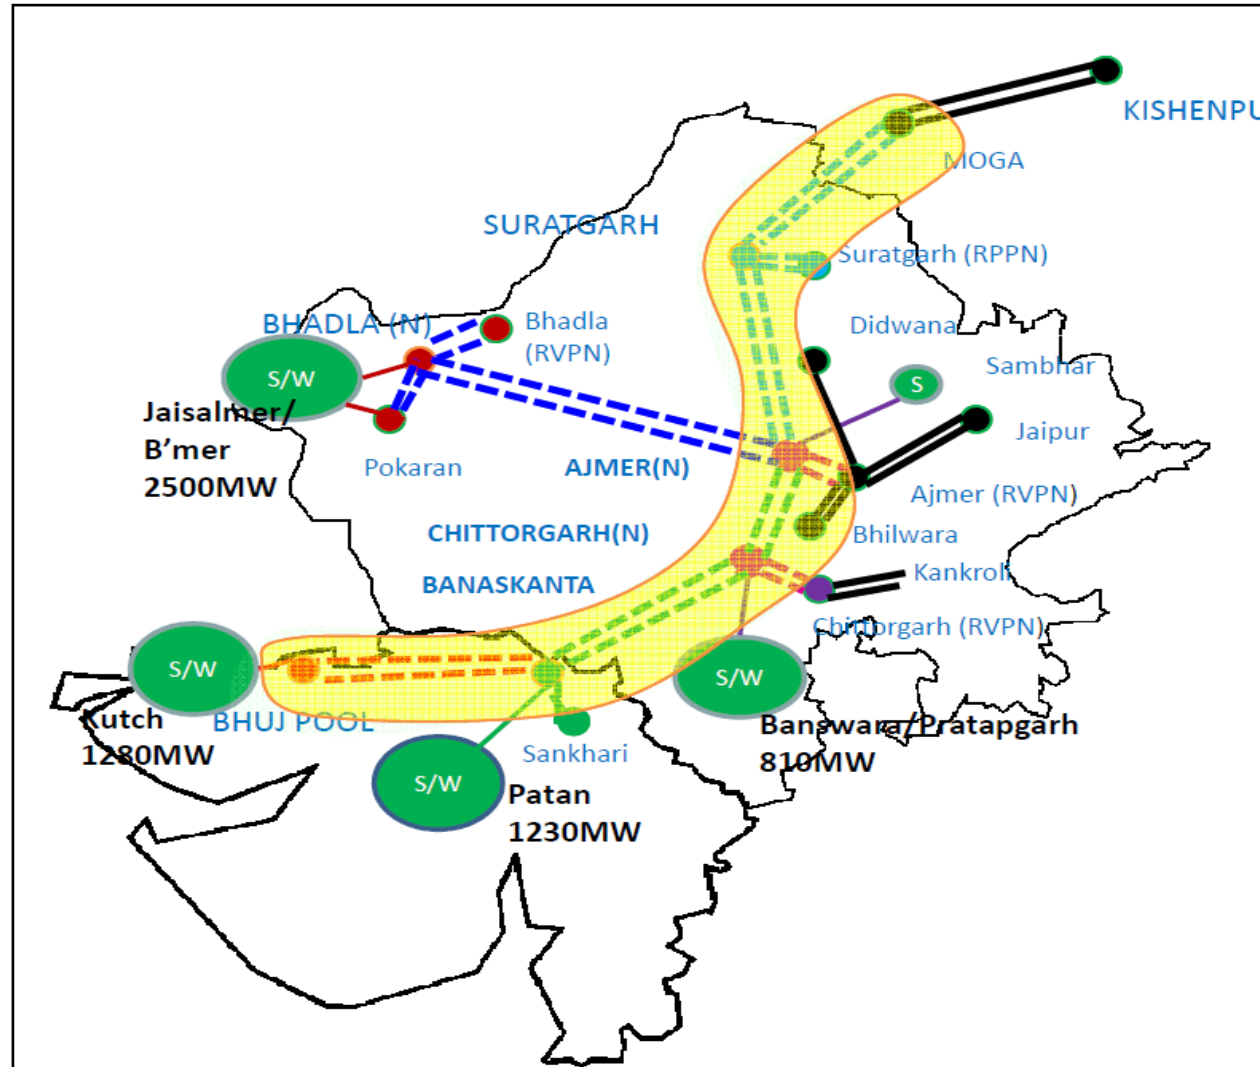 KISHENPU
MOGA
SURATGARH
Suratgarh (RPPN)
BHADLA (N)
Bhadla
(RVPN)
Didwana
Sambhar
S/W
S
Jaisalmer/
B'mer
2500MW
Pokaran
AJMER(N)
Jaipur
Ajmer (RVPN)
CHITTORGARH(N)
Bhilwara
BANASKANTA
Kankroli
Chittorgarh (RVPN)
S/W
S/W
Kutch
1280MW
BHUJ POOL
Banswara/Pratapgarh
810MW
Sankhari
S/W
Patan
1230MW